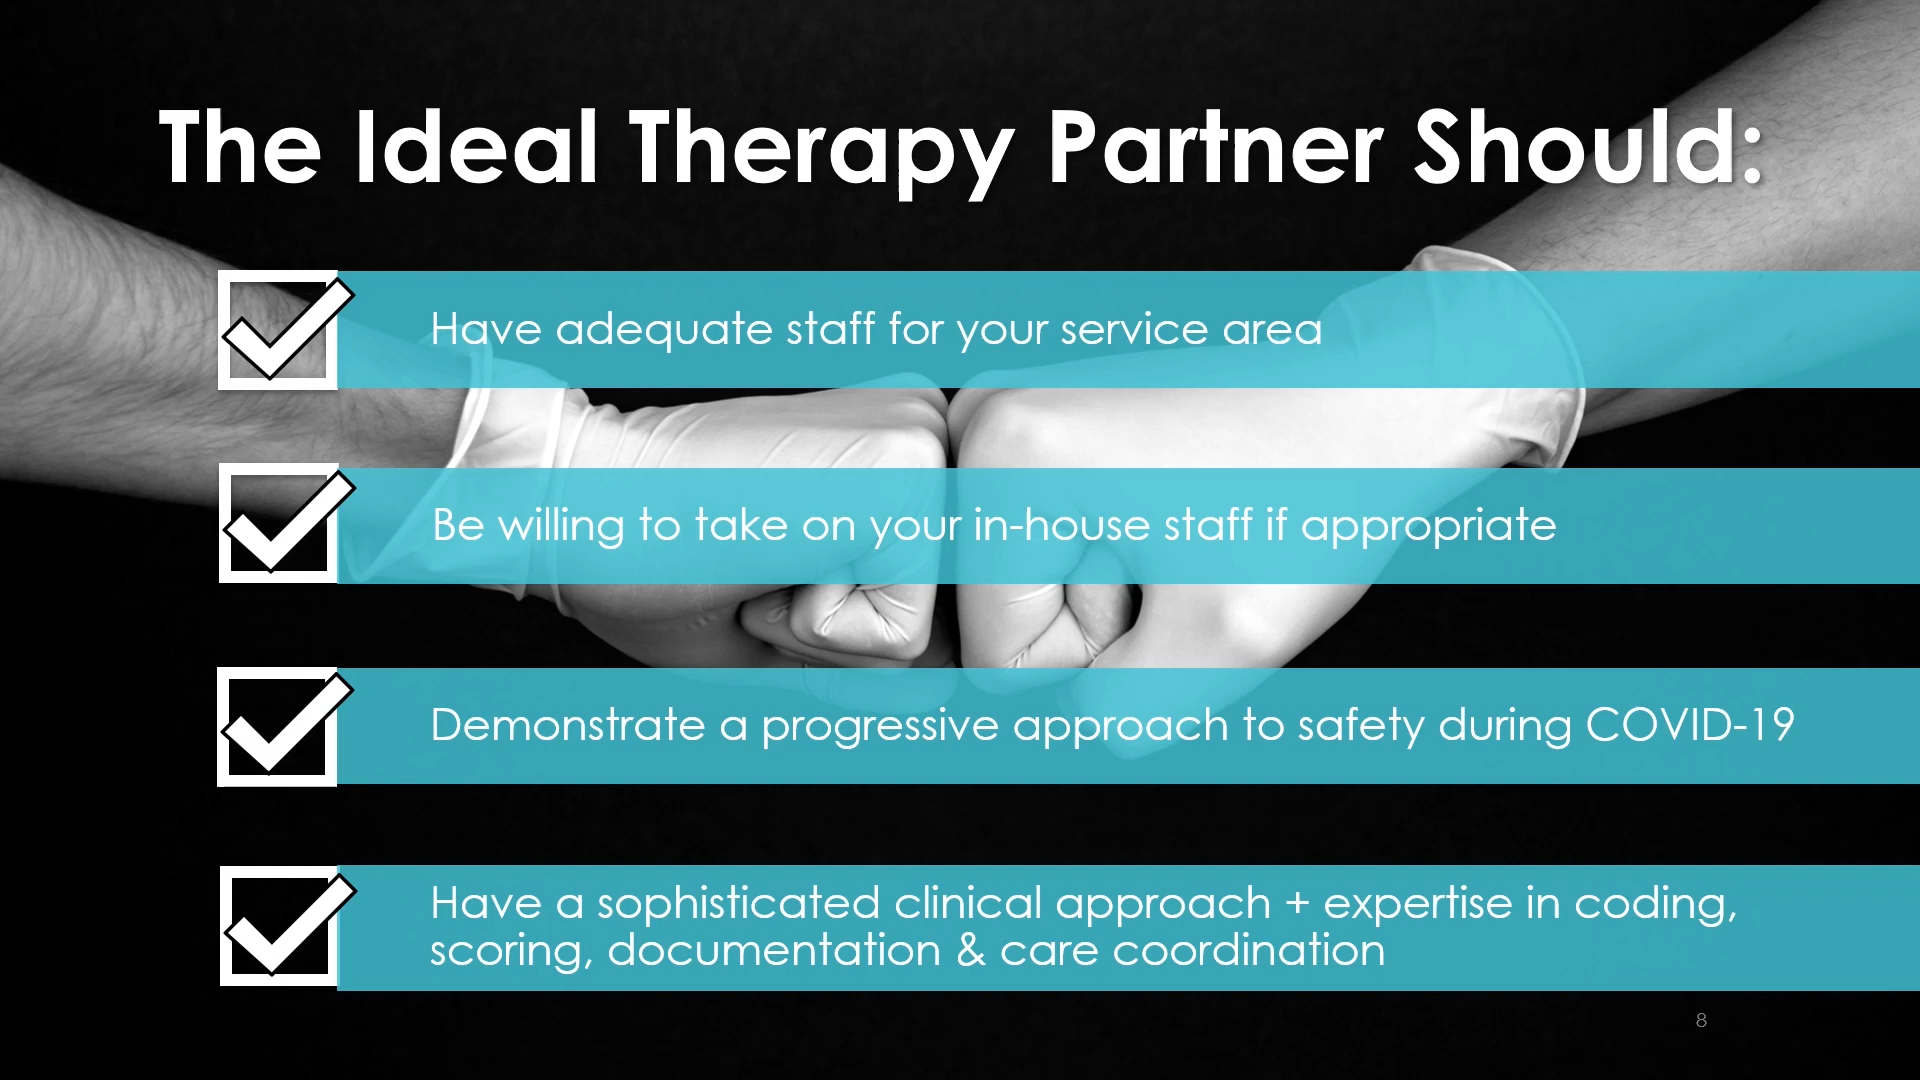 The Ideal Therapy Partner Should:
Have adequate staff for your service area
Be willing to take on your in-house staff if appropriate
Demonstrate a progressive approach to safety during COVID-19
Have a sophisticated clinical approach + expertise in coding,
scoring, documentation & care coordination
8